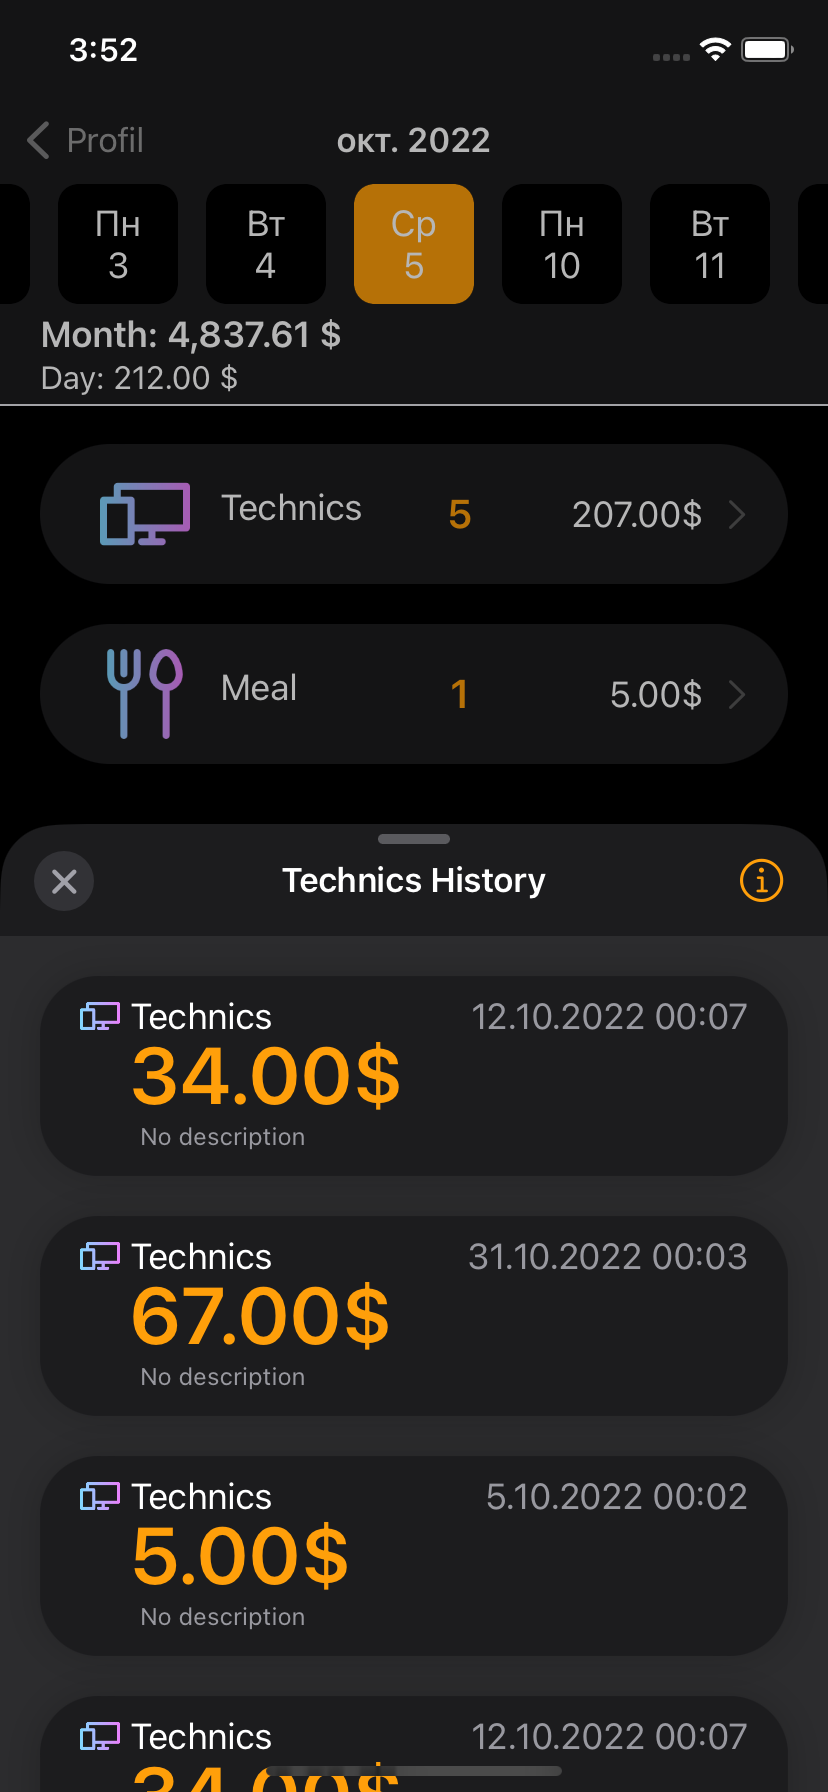 3:52
Profil
окт. 2022
Пн
3
Вт
4
Ср
5
Пн
10
Вт
11
Month: 4,837.61 $
Day: 212.00 $
Technics 5 207.00$
Meal 1 5.00$
Technics History
Technics 12.10.2022 00:07
34.00$
No description
Technics 31.10.2022 00:03
67.00$
No description
Technics 5.10.2022 00:02
5.00$
No description
Technics 12.10.2022 00:07
34.00$